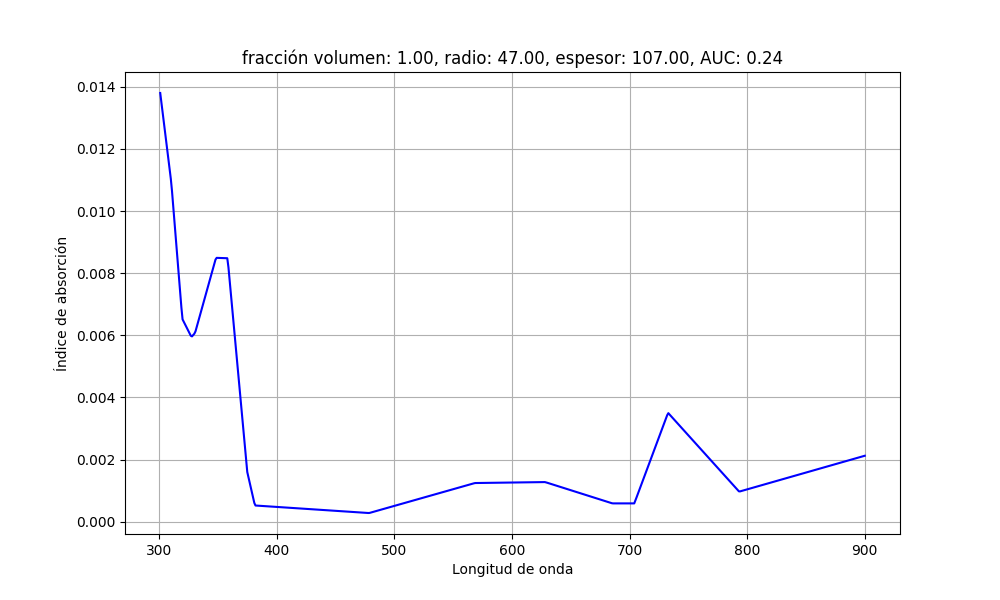 fracción volumen: 1.00, radio: 47.00, espesor: 107.00, AUC: 0.24
Índice de absorción
0.014
0.012
0.010
0.008
0.006
0.004
0.002
0.000
300 400 500 600 700 800 900
Longitud de onda